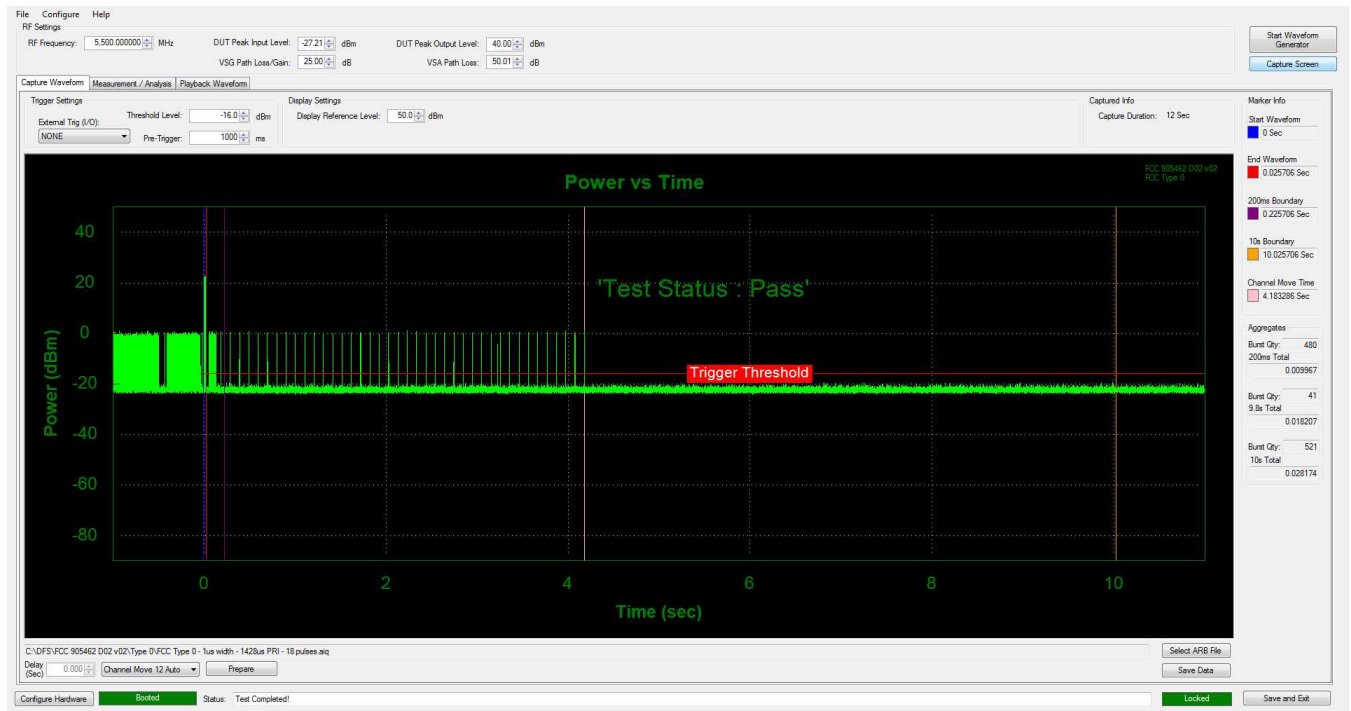 File Configure Help
RF Settings
RF Frequency: 5,500.000000 MHz DUT Peak Input Level: -27.21 dBm DUT Peak Output Level: 40.00 dBm
VSG Path Loss/Gain: 25.00 dB VSA Path Loss: 50.01 dB
Start Waveform
Generator
Capture Screen
Capture Waveform Measurement / Analysis Playback Waveform
Trigger Settings
External Trig (I/O): Threshold Level: -16.0 dBm
NONE Pre-Trigger: 1000 ms
Display Settings
Display Reference Level: 50.0 dBm
Captured Info
Capture Duration: 12 Sec
Marker Info
Start Waveform
0 Sec
End Waveform
0.025706 Sec
200ms Boundary
0.225706 Sec
10s Boundary
10.025706 Sec
Channel Move Time
4.183286 Sec
Aggregates
Burst Qty: 480
200ms Total
0.009967
Burst Qty: 41
9.8s Total
0.018207
Burst Qty: 521
10s Total
0.028174
Power vs Time
FCC 905462 D02 v02
FCC Type 0
'Test Status : Pass'
Trigger Threshold
Power (dBm)
40
20
0
-20
-40
-60
-80
0 2 4 6 8 10
Time (sec)
C:\DFS\FCC 905462 D02 v02\Type 0\FCC Type 0 - 1us width - 1428us PRI - 18 pulses.aiq
Select ARB File
Delay
(Sec) 0.000 Channel Move 12 Auto Prepare
Save Data
Configure Hardware Booted Status: Test Completed! Locked Save and Exit